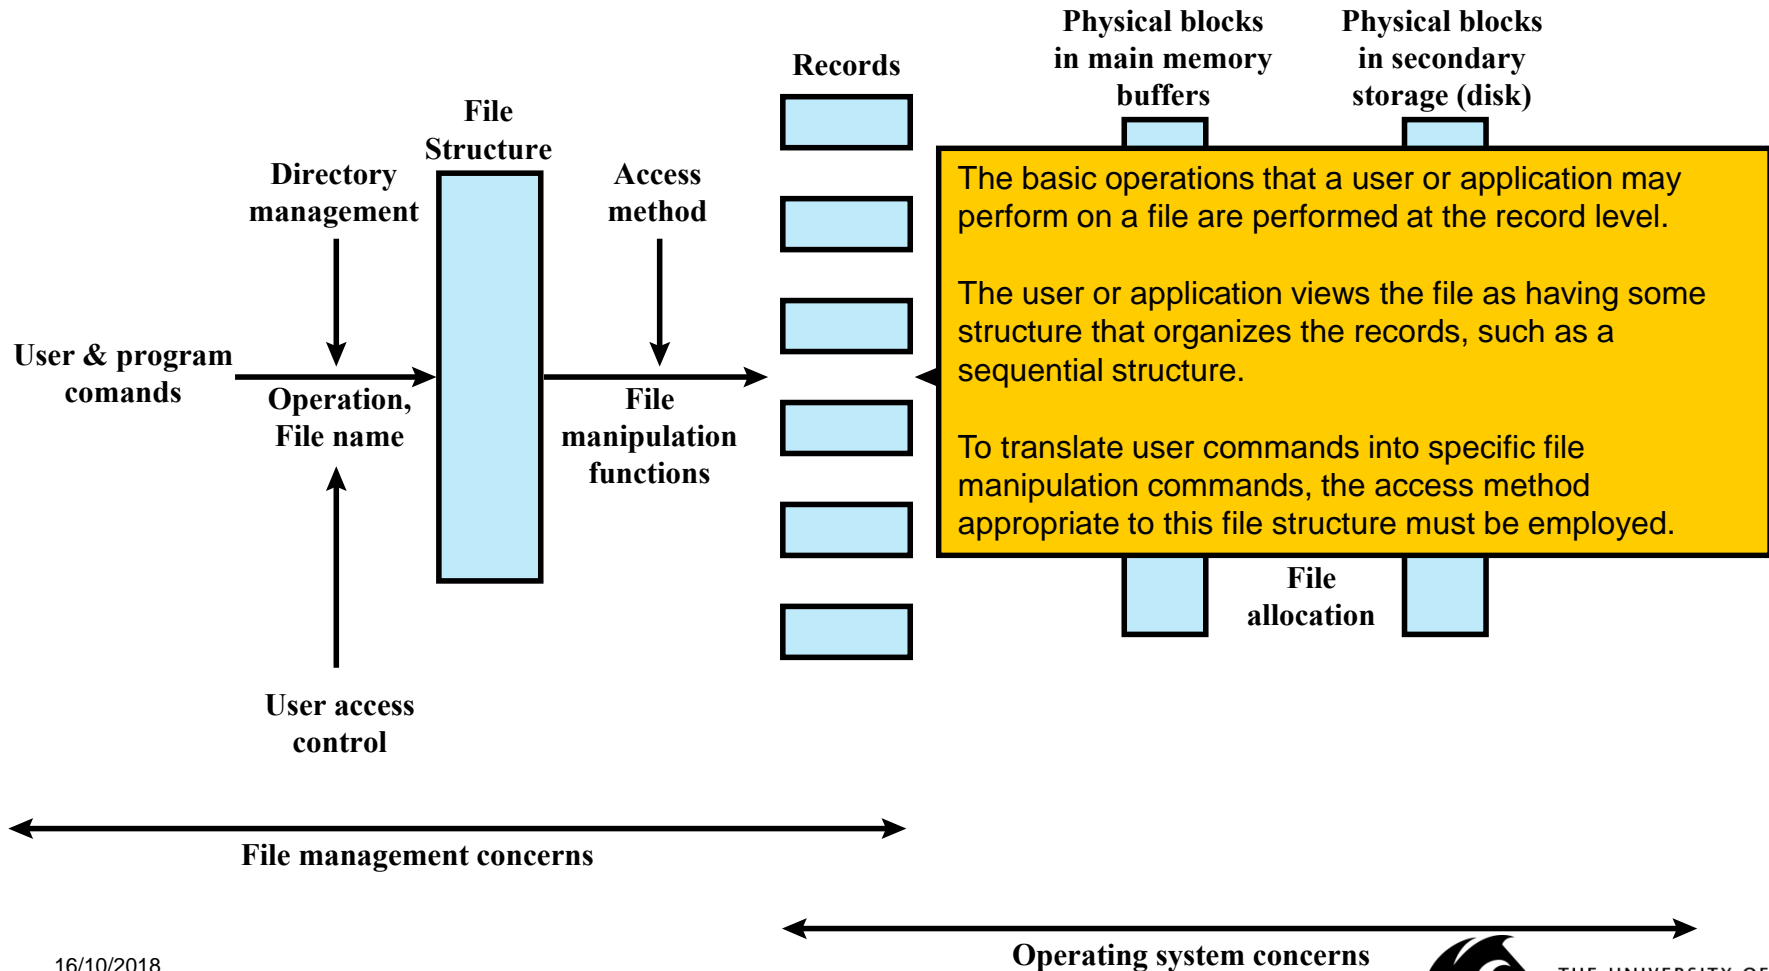 Physical blocks
in main memory
buffers
Physical blocks
in secondary
storage (disk)
Records
File
Structure
Directory
management
Access
method
The basic operations that a user or application may
perform on a file are performed at the record level.
The user or application views the file as having some
structure that organizes the records, such as a
sequential structure.
To translate user commands into specific file
manipulation commands, the access method
appropriate to this file structure must be employed.
User & program
comands
Operation,
File name
File
manipulation
functions
File
allocation
User access
control
File management concerns
Operating system concerns
16/10/2018
THE UNIVERSITY OF